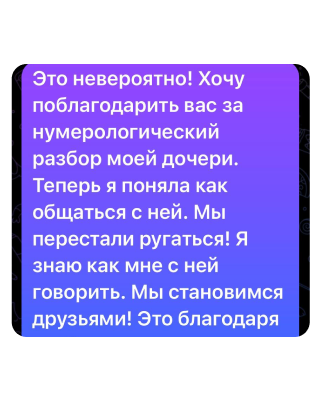 Это невероятно! Хочу
поблагодарить вас за
нумерологический
разбор моей дочери.
Теперь я поняла как
общаться с ней. Мы
перестали ругаться! Я
знаю как мне с ней
говорить. Мы становимся
друзьями! Это благодаря